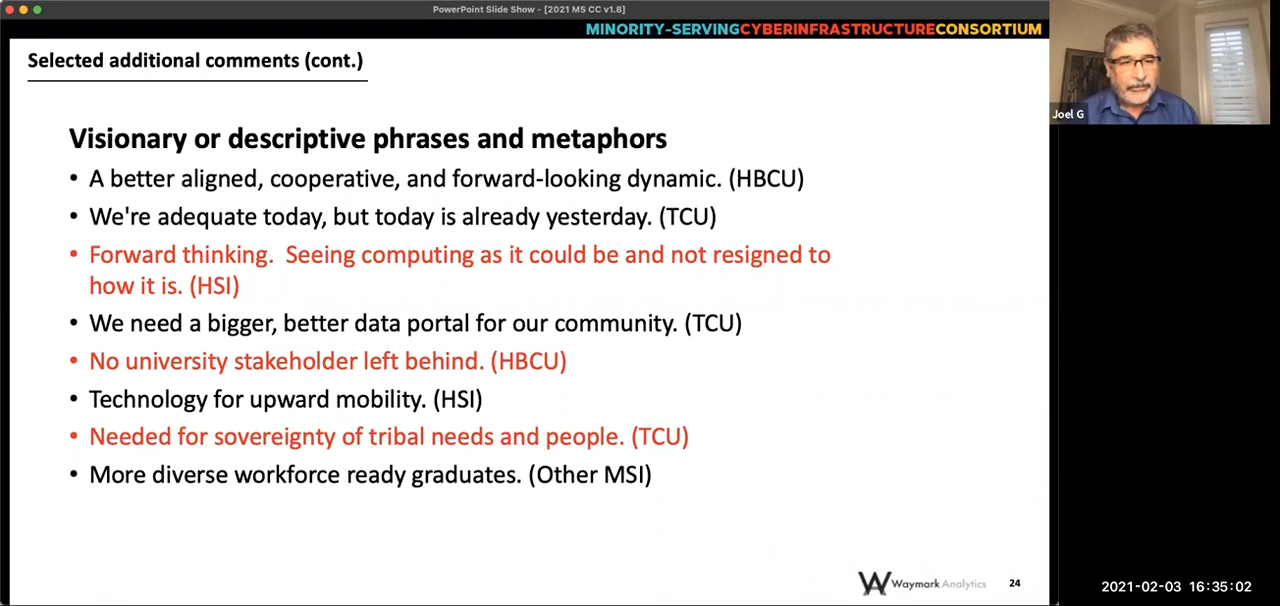 PowerPoint Slide Show - [2021 MS CC v1.8]
MINORITY-SERVINGCYBERINFRASTRUCTURECONSORTIUM
Selected additional comments (cont.)
Visionary or descriptive phrases and metaphors
• A better aligned, cooperative, and forward-looking dynamic. (HBCU)
• We're adequate today, but today is already yesterday. (TCU)
• Forward thinking.  Seeing computing as it could be and not resigned to
how it is. (HSI)
• We need a bigger, better data portal for our community. (TCU)
• No university stakeholder left behind. (HBCU)
• Technology for upward mobility. (HSI)
• Needed for sovereignty of tribal needs and people. (TCU)
• More diverse workforce ready graduates. (Other MSI)
Waymark Analytics
24
Joel G
2021-02-03 16:35:02